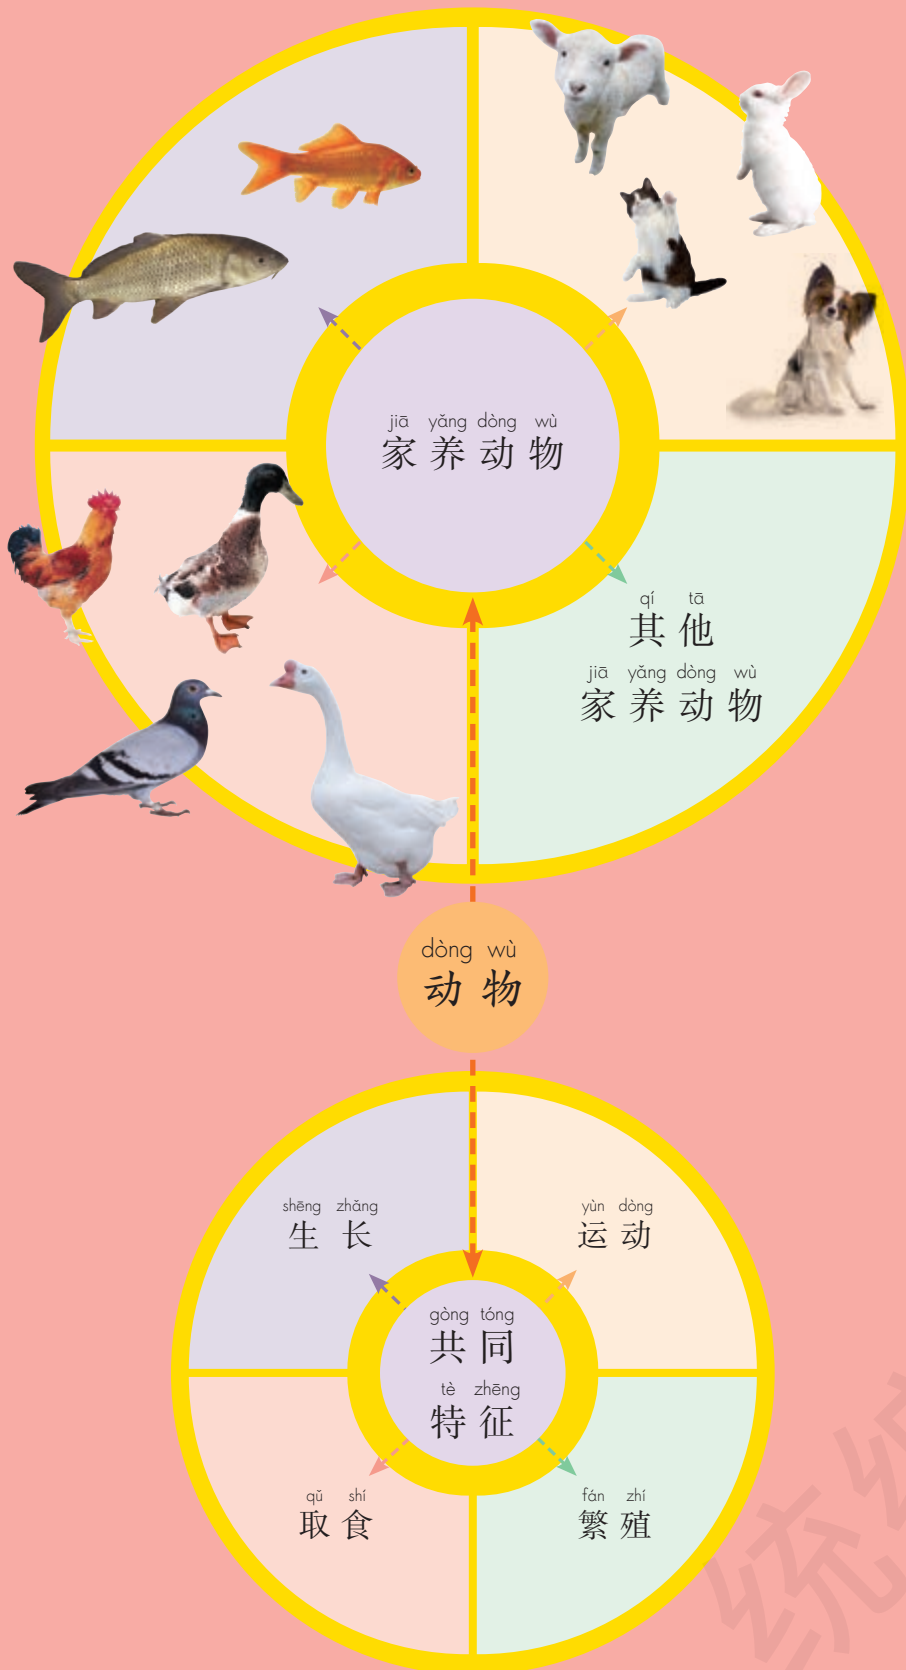 jiā yǎng dòng wù
家养动物
qí tā
其他
jiā yǎng dòng wù
家养动物
dòng wù
动物
shēng zhǎng
生长
yùn dòng
运动
gòng tóng
共同
tè zhēng
特征
qǔ shí
取食
fán zhí
繁殖
统